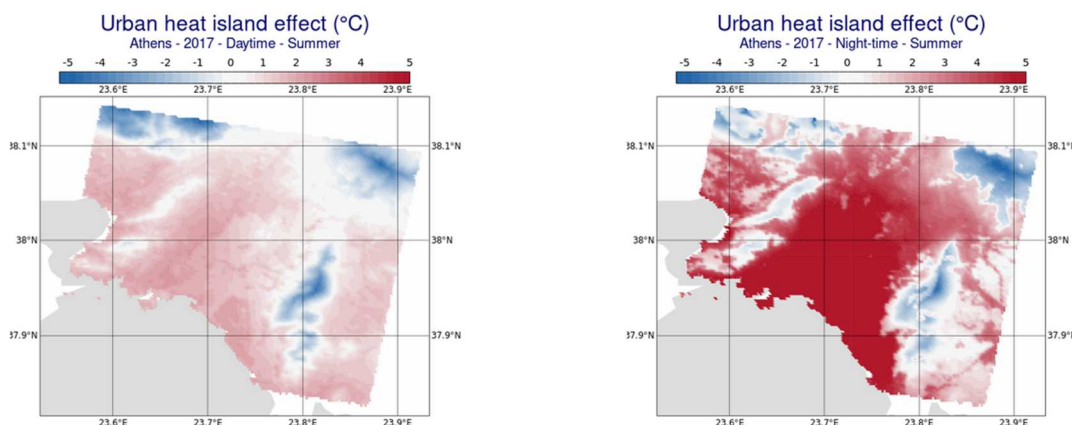 Urban heat island effect (°C)
Athens - 2017 - Daytime - Summer
-5 -4 -3 -2 -1 0 1 2 3 4 5
23.6°E 23.7°E 23.8°E 23.9°E
38.1°N 38.1°N
38°N 38°N
37.9°N 37.9°N
23.6°E 23.7°E 23.8°E 23.9°E
Urban heat island effect (°C)
Athens - 2017 - Night-time - Summer
-5 -4 -3 -2 -1 0 1 2 3 4 5
23.6°E 23.7°E 23.8°E 23.9°E
38.1°N 38.1°N
38°N 38°N
37.9°N 37.9°N
23.6°E 23.7°E 23.8°E 23.9°E